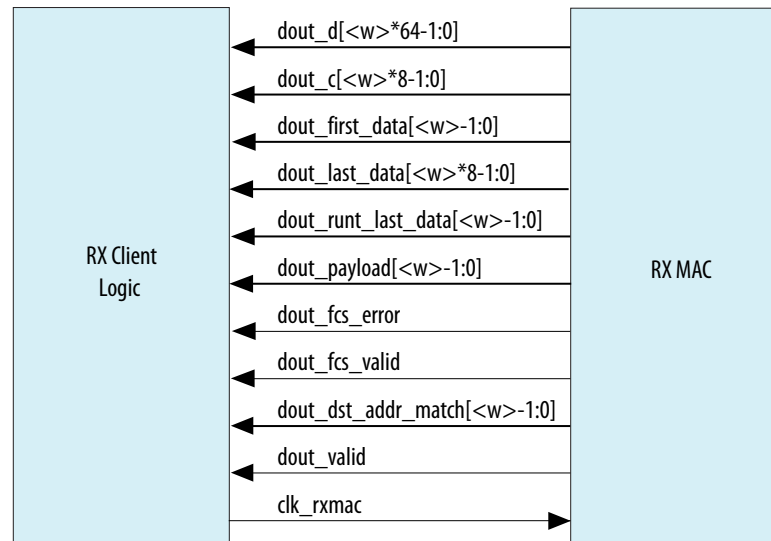 dout_d[<w>*64-1:0]
dout_c[<w>*8-1:0]
dout_first_data[<w>-1:0]
dout_last_data[<w>*8-1:0]
dout_runt_last_data[<w>-1:0]
RX Client
Logic
dout_payload[<w>-1:0]
RX MAC
dout_fcs_error
dout_fcs_valid
dout_dst_addr_match[<w>-1:0]
dout_valid
clk_rxmac